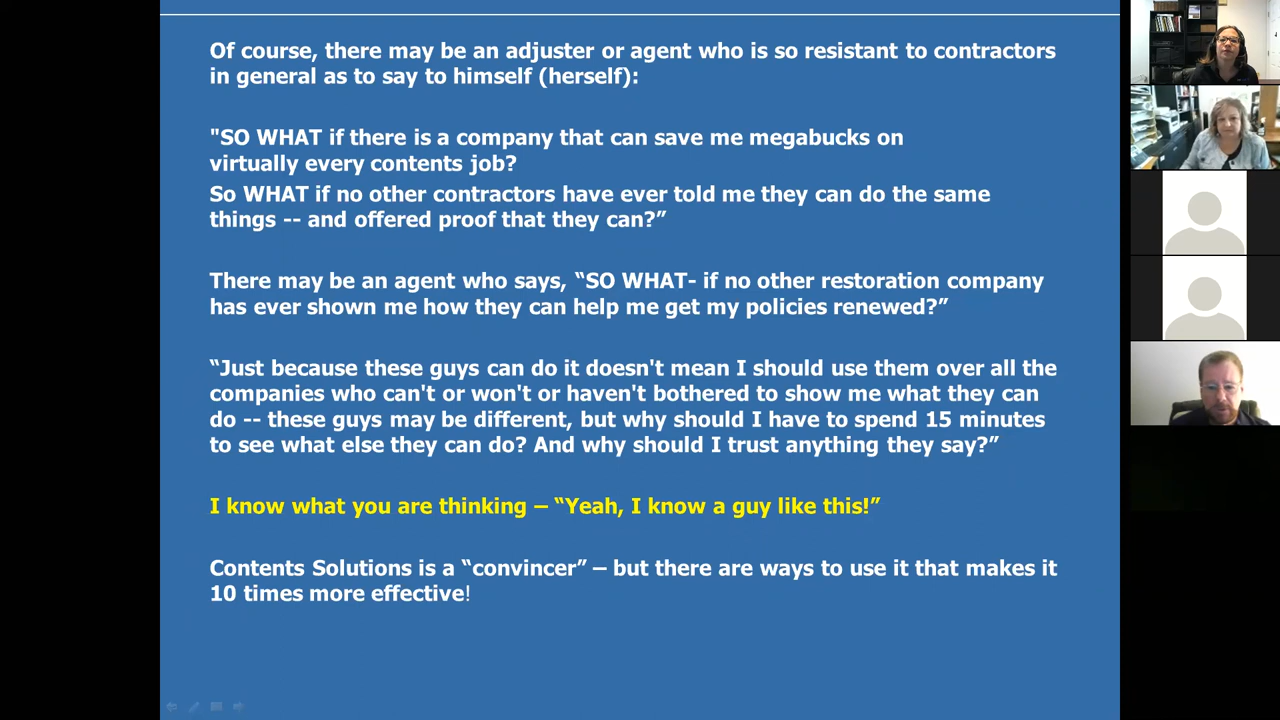 Of course, there may be an adjuster or agent who is so resistant to contractors
in general as to say to himself (herself):
"SO WHAT if there is a company that can save me megabucks on
virtually every contents job?
So WHAT if no other contractors have ever told me they can do the same
things -- and offered proof that they can?”
There may be an agent who says, “SO WHAT- if no other restoration company
has ever shown me how they can help me get my policies renewed?”
“Just because these guys can do it doesn't mean I should use them over all the
companies who can't or won't or haven't bothered to show me what they can
do -- these guys may be different, but why should I have to spend 15 minutes
to see what else they can do? And why should I trust anything they say?”
I know what you are thinking – “Yeah, I know a guy like this!”
Contents Solutions is a “convincer” – but there are ways to use it that makes it
10 times more effective!